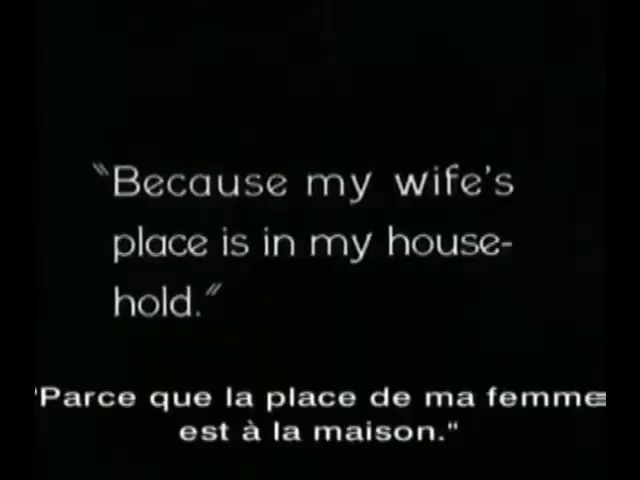 "Because my wife's
place is in my house-
hold."
"Parce que la place de ma femme
est à la maison."